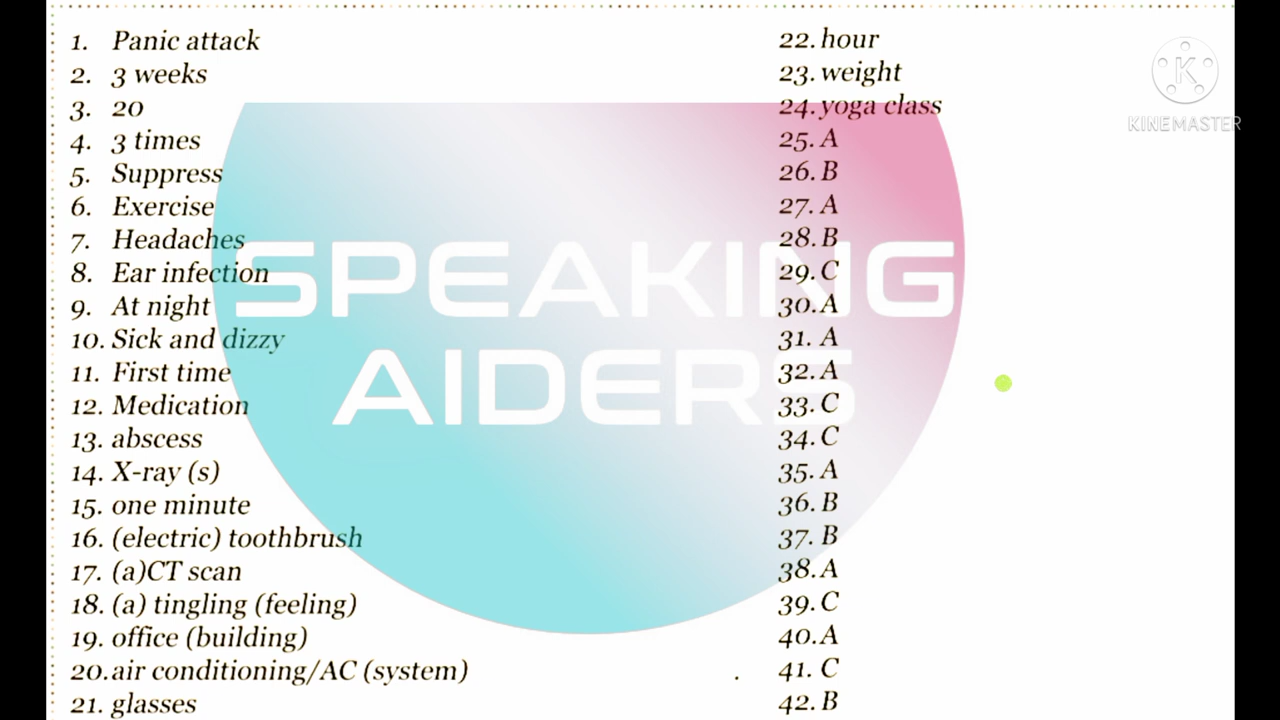 1. Panic attack
2. 3 weeks
3. 20
4. 3 times
5. Suppress
6. Exercise
7. Headaches
8. Ear infection
9. At night
10. Sick and dizzy
11. First time
12. Medication
13. abscess
14. X-ray (s)
15. one minute
16. (electric) toothbrush
17. (a)CT scan
18. (a) tingling (feeling)
19. office (building)
20. air conditioning/AC (system)
21. glasses
22. hour
23. weight
24. yoga class
25. A
26. B
27. A
28. B
29. C
30. A
31. A
32. A
33. C
34. C
35. A
36. B
37. B
38. A
39. C
40. A
41. C
42. B
SPEAKING
AIDERS
K
KINEMASTER